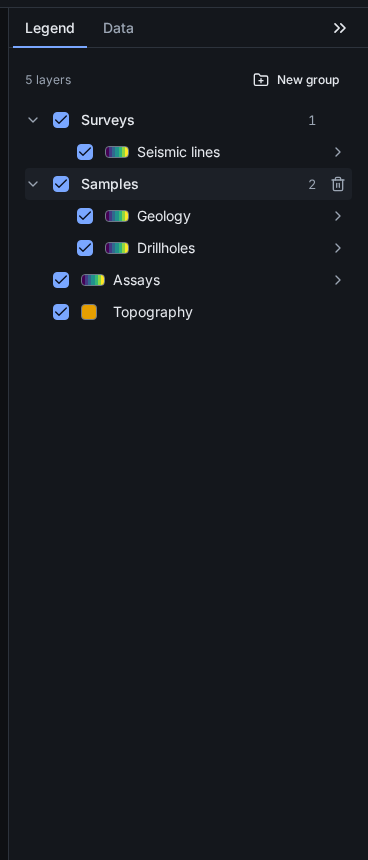 Legend Data
5 layers New group
Surveys 1
Seismic lines
Samples 2
Geology
Drillholes
Assays
Topography